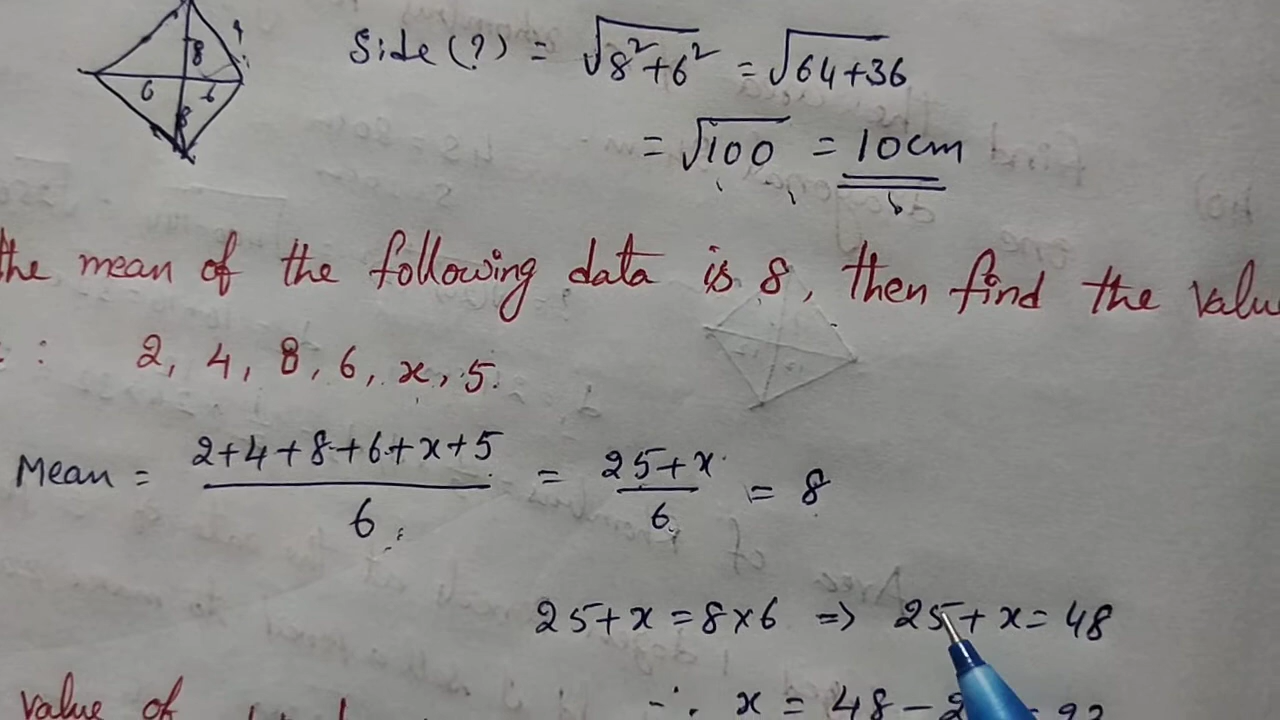 8
6 6
8
Side (?) = √8²+6² = √64+36
= √100 = 10cm
the mean of the following data is 8, then find the value
: 2, 4, 8, 6, x, 5.
Mean = 2+4+8+6+x+5 / 6 = 25+x / 6 = 8
25+x = 8×6 ⇒ 25+x = 48
∴ x = 48 –
value of